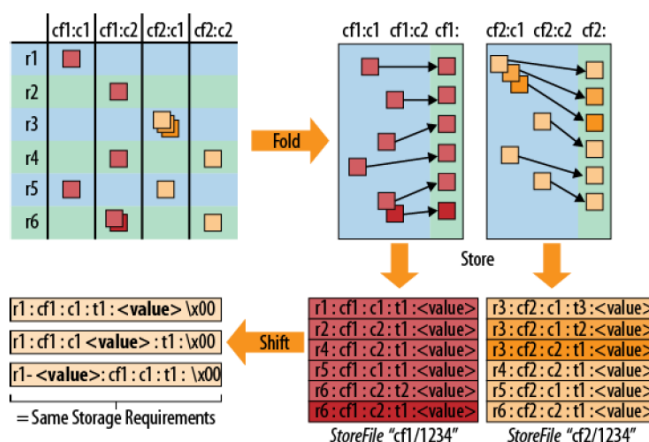 cf1:c1 cf1:c2 cf2:c1 cf2:c2
r1
r2
r3
r4
r5
r6
Fold
cf1:c1 cf1:c2 cf1:
cf2:c1 cf2:c2 cf2:
Store
r1 : cf1 : c1 : t1 : <value> \x00
r1 : cf1 : c1 <value> : t1 : \x00
r1- <value>: cf1 : c1 : t1 : \x00
= Same Storage Requirements
Shift
r1 : cf1 : c1 : t1 : <value>
r2 : cf1 : c2 : t1 : <value>
r4 : cf1 : c2 : t1 : <value>
r5 : cf1 : c1 : t1 : <value>
r6 : cf1 : c2 : t2 : <value>
r6 : cf1 : c2 : t1 : <value>
StoreFile "cf1/1234"
r3 : cf2 : c1 : t3 : <value>
r3 : cf2 : c1 : t2 : <value>
r3 : cf2 : c2 : t1 : <value>
r4 : cf2 : c2 : t1 : <value>
r5 : cf2 : c1 : t1 : <value>
r6 : cf2 : c2 : t1 : <value>
StoreFile "cf2/1234"